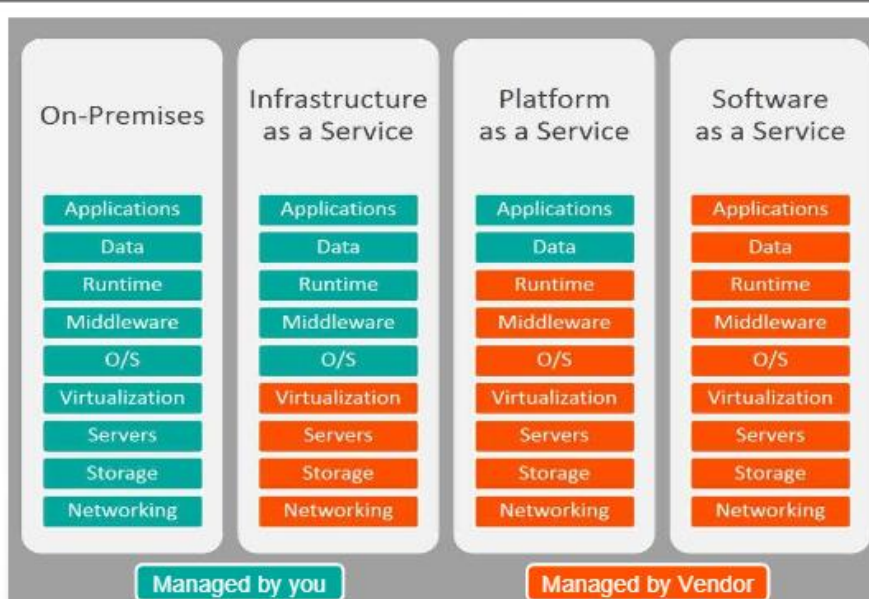 On-Premises
Applications
Data
Runtime
Middleware
O/S
Virtualization
Servers
Storage
Networking
Infrastructure
as a Service
Applications
Data
Runtime
Middleware
O/S
Virtualization
Servers
Storage
Networking
Platform
as a Service
Applications
Data
Runtime
Middleware
O/S
Virtualization
Servers
Storage
Networking
Software
as a Service
Applications
Data
Runtime
Middleware
O/S
Virtualization
Servers
Storage
Networking
Managed by you
Managed by Vendor